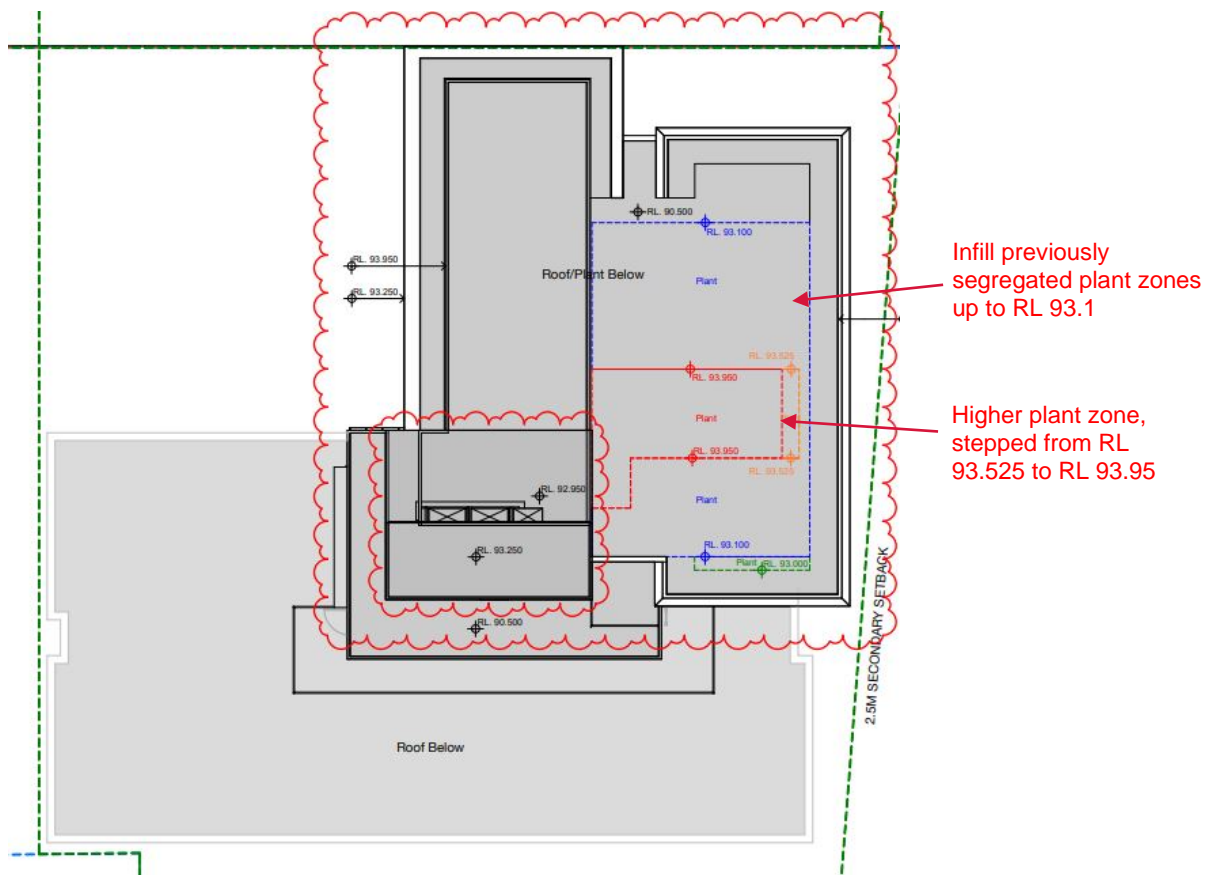 RL. 90.500
RL. 93.100
Infill previously
segregated plant zones
up to RL 93.1
RL. 93.950
Roof/Plant Below
Plant
RL. 93.250
RL. 93.525
RL. 93.950
Higher plant zone,
stepped from RL
93.525 to RL 93.95
Plant
RL. 93.950
RL. 93.525
RL. 92.950
Plant
RL. 93.250
RL. 93.100
Plant
RL. 93.000
RL. 90.500
2.5M SECONDARY SETBACK
Roof Below